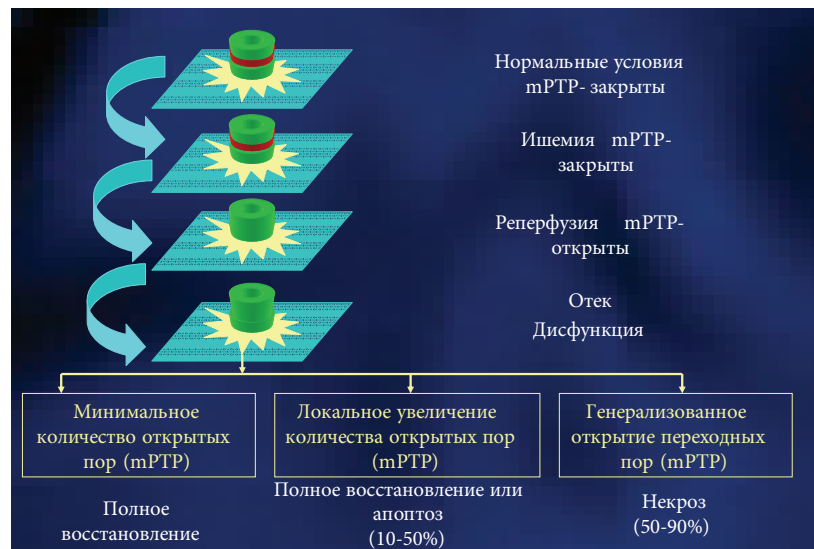 Нормальные условия
mPTP- закрыты
Ишемия mPTP-
закрыты
Реперфузия mPTP-
открыты
Отек
Дисфункция
Минимальное
количество открытых
пор (mPTP)
Локальное увеличение
количества открытых пор
(mPTP)
Генерализованное
открытие переходных
пор (mPTP)
Полное
восстановление
Полное восстановление или
апоптоз
(10-50%)
Некроз
(50-90%)